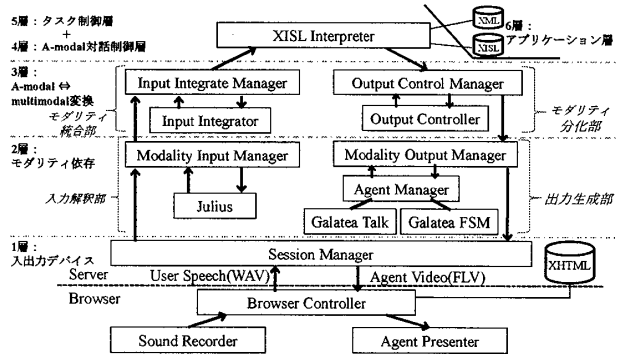 5層：タスク制御層
+
4層：A-modal対話制御層
XISL Interpreter
XML
XISL
6層：
アプリケーション層
3層：
A-modal ⇔
multimodal変換
モダリティ
統合部
Input Integrate Manager
Input Integrator
Output Control Manager
Output Controller
モダリティ
分化部
2層：
モダリティ依存
入力解釈部
Modality Input Manager
Julius
Modality Output Manager
Agent Manager
Galatea Talk
Galatea FSM
出力生成部
1層：
入出力デバイス
Session Manager
XHTML
Server
User Speech(WAV)
Agent Video(FLV)
Browser
Browser Controller
Sound Recorder
Agent Presenter